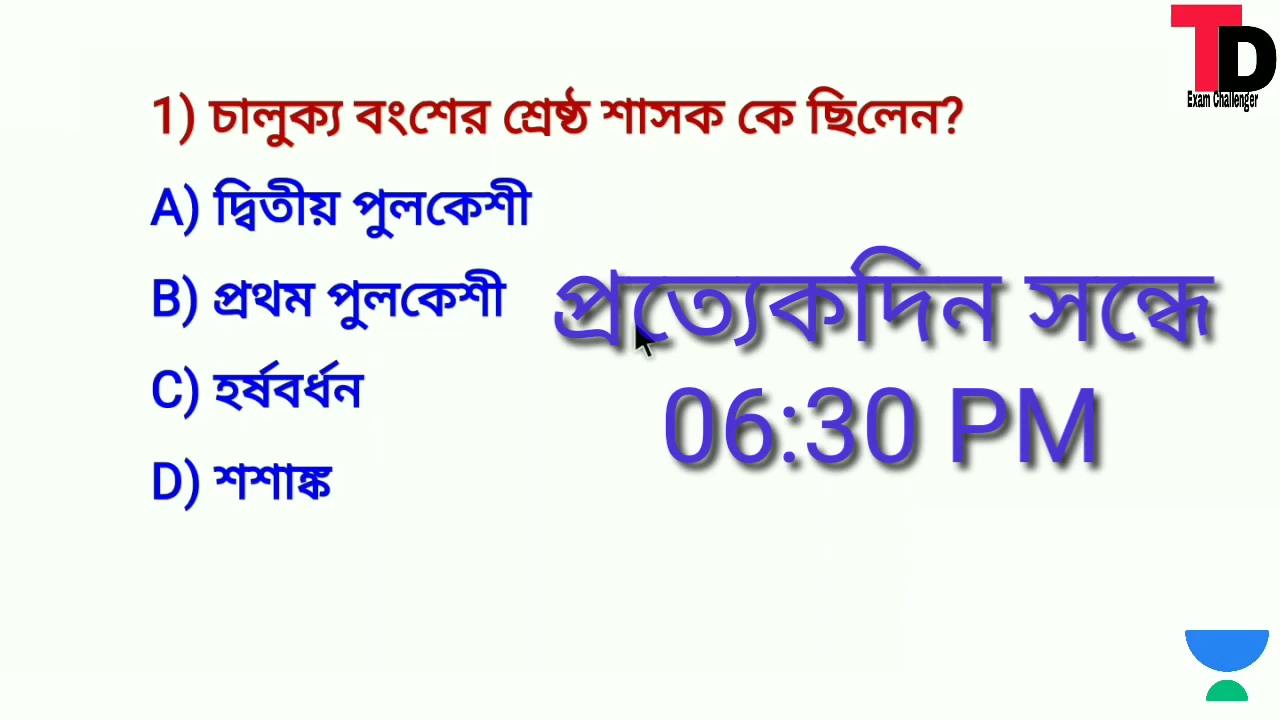 TD
Exam Challenger
1) চালুক্য বংশের শ্রেষ্ঠ শাসক কে ছিলেন?
A) দ্বিতীয় পুলকেশী
B) প্রথম পুলকেশী
C) হর্ষবর্ধন
D) শশাঙ্ক
প্রত্যেকদিন সন্ধে
06:30 PM